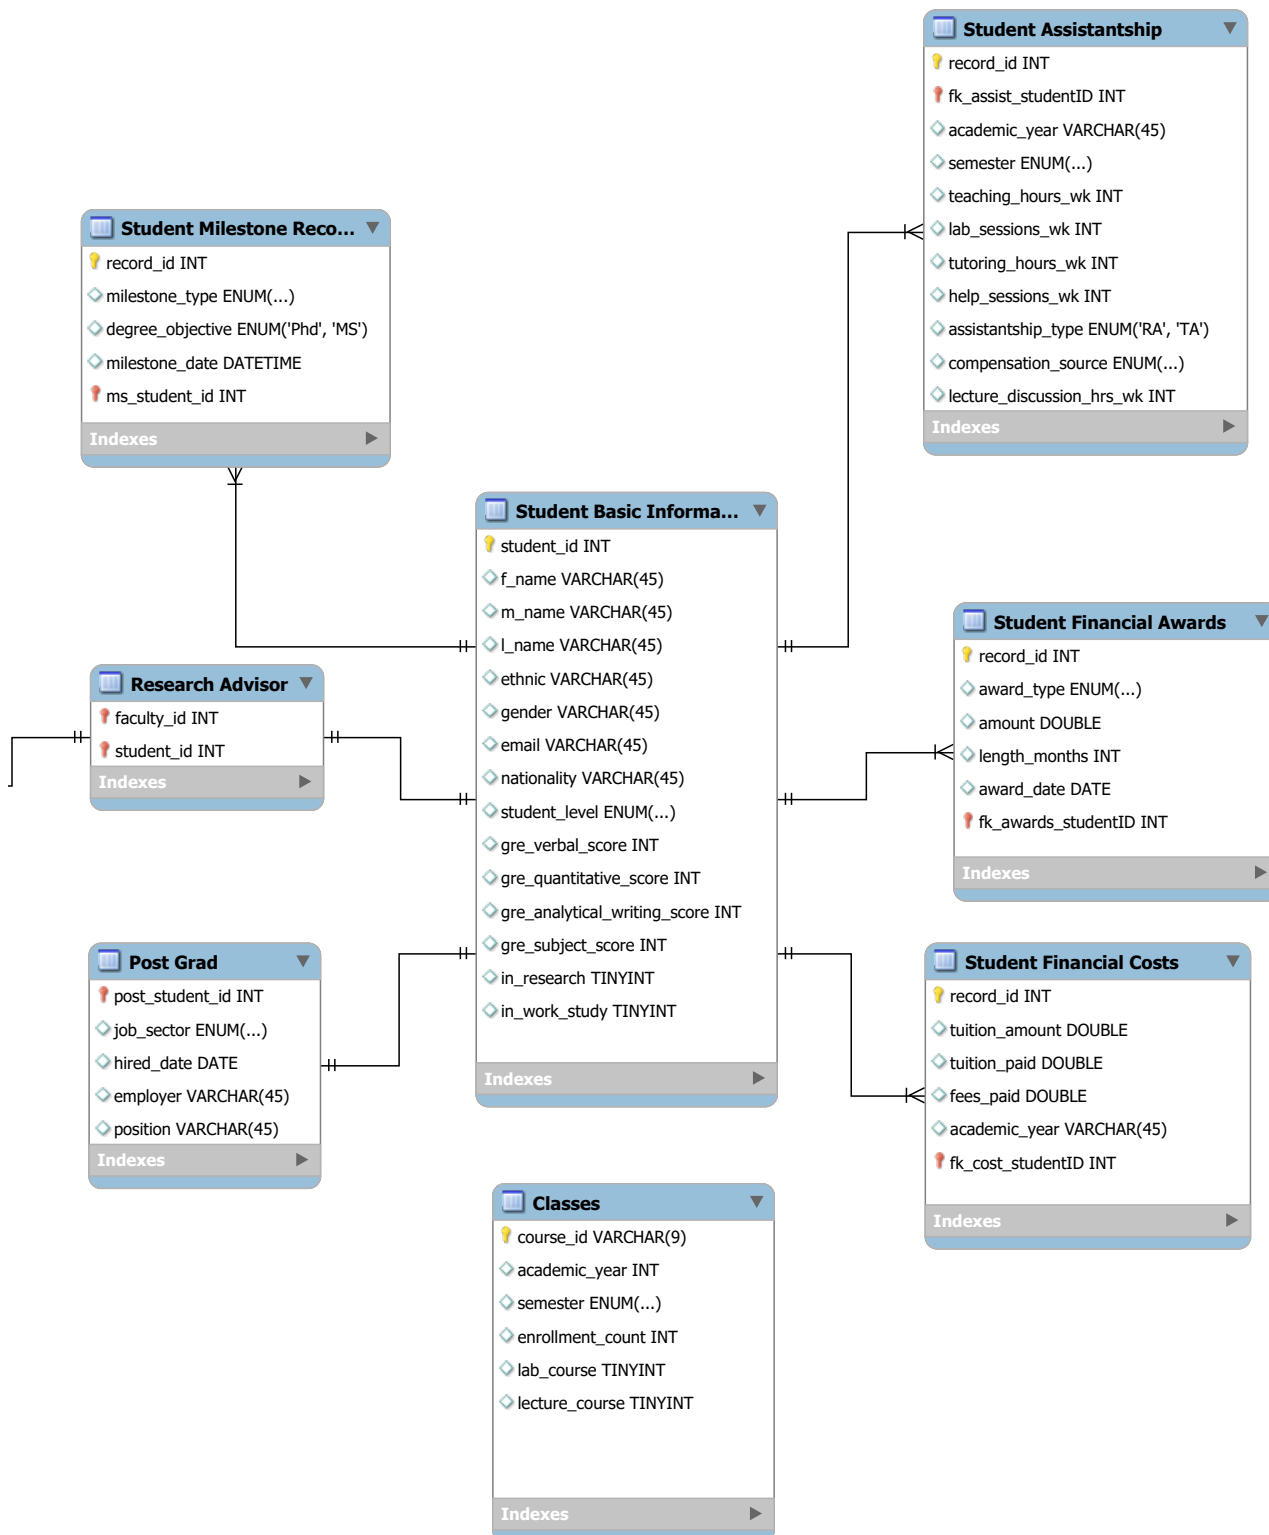 Student Assistantship
record_id INT
fk_assist_studentID INT
academic_year VARCHAR(45)
semester ENUM(...)
teaching_hours_wk INT
lab_sessions_wk INT
tutoring_hours_wk INT
help_sessions_wk INT
assistantship_type ENUM('RA', 'TA')
compensation_source ENUM(...)
lecture_discussion_hrs_wk INT
Indexes
Student Milestone Reco...
record_id INT
milestone_type ENUM(...)
degree_objective ENUM('Phd', 'MS')
milestone_date DATETIME
ms_student_id INT
Indexes
Student Basic Informa...
student_id INT
f_name VARCHAR(45)
m_name VARCHAR(45)
l_name VARCHAR(45)
ethnic VARCHAR(45)
gender VARCHAR(45)
email VARCHAR(45)
nationality VARCHAR(45)
student_level ENUM(...)
gre_verbal_score INT
gre_quantitative_score INT
gre_analytical_writing_score INT
gre_subject_score INT
in_research TINYINT
in_work_study TINYINT
Indexes
Student Financial Awards
record_id INT
award_type ENUM(...)
amount DOUBLE
length_months INT
award_date DATE
fk_awards_studentID INT
Indexes
Research Advisor
faculty_id INT
student_id INT
Indexes
Post Grad
post_student_id INT
job_sector ENUM(...)
hired_date DATE
employer VARCHAR(45)
position VARCHAR(45)
Indexes
Student Financial Costs
record_id INT
tuition_amount DOUBLE
tuition_paid DOUBLE
fees_paid DOUBLE
academic_year VARCHAR(45)
fk_cost_studentID INT
Indexes
Classes
course_id VARCHAR(9)
academic_year INT
semester ENUM(...)
enrollment_count INT
lab_course TINYINT
lecture_course TINYINT
Indexes